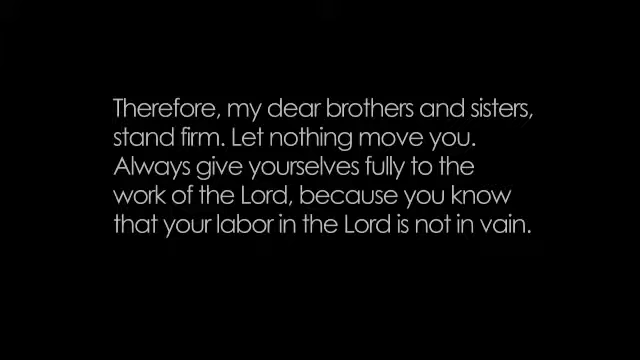 Therefore, my dear brothers and sisters,
stand firm. Let nothing move you.
Always give yourselves fully to the
work of the Lord, because you know
that your labor in the Lord is not in vain.